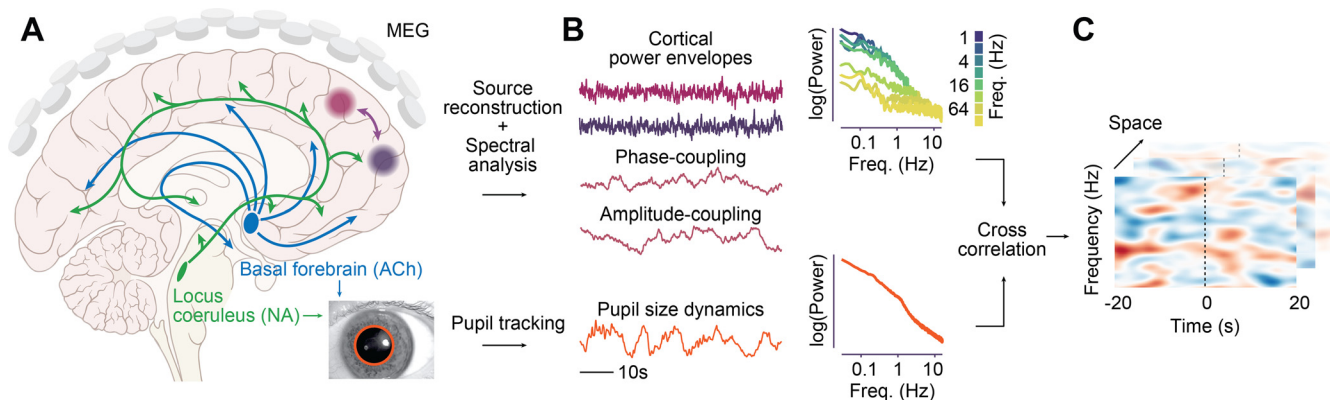 A
MEG
Basal forebrain (ACh)
Locus
coeruleus (NA)
Source
reconstruction
+
Spectral
analysis
Pupil tracking
B
Cortical
power envelopes
Phase-coupling
Amplitude-coupling
Pupil size dynamics
10s
log(Power)
0.1 1 10
Freq. (Hz)
1
4
16
64
Freq. (Hz)
log(Power)
0.1 1 10
Freq. (Hz)
Cross
correlation
C
Space
Frequency (Hz)
-20 0 20
Time (s)